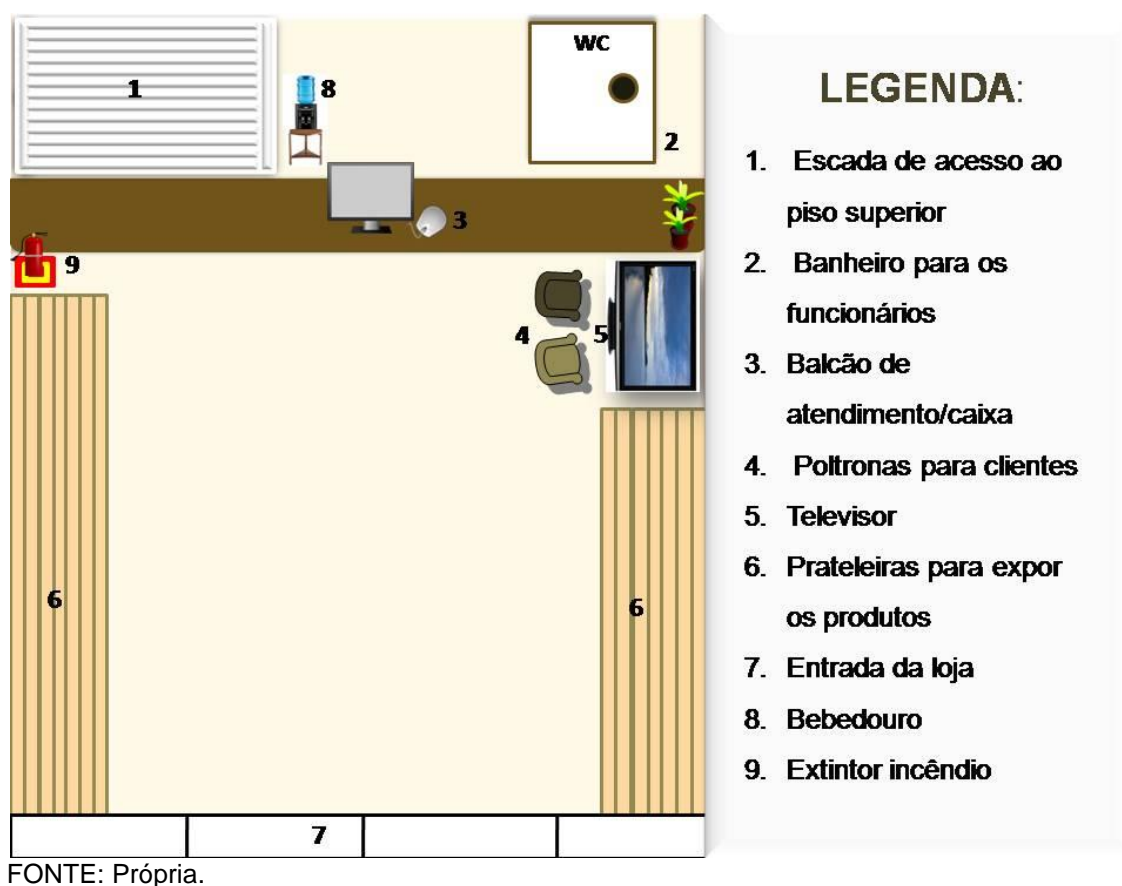 WC
1
8
2
3
9
4
5
6
6
7
LEGENDA:
1. Escada de acesso ao
piso superior
2. Banheiro para os
funcionários
3. Balcão de
atendimento/caixa
4. Poltronas para clientes
5. Televisor
6. Prateleiras para expor
os produtos
7. Entrada da loja
8. Bebedouro
9. Extintor incêndio
FONTE: Própria.